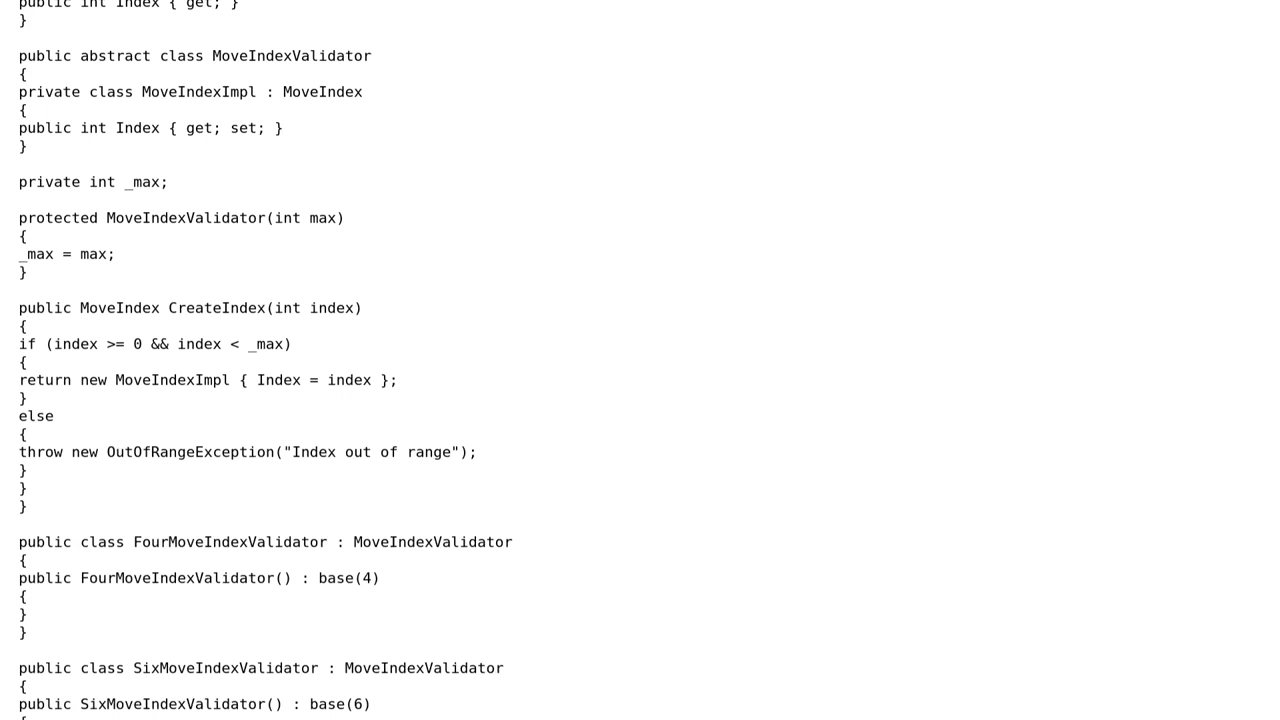 public int Index { get; }
}
public abstract class MoveIndexValidator
{
private class MoveIndexImpl : MoveIndex
{
public int Index { get; set; }
}
private int _max;
protected MoveIndexValidator(int max)
{
_max = max;
}
public MoveIndex CreateIndex(int index)
{
if (index >= 0 && index < _max)
{
return new MoveIndexImpl { Index = index };
}
else
{
throw new OutOfRangeException("Index out of range");
}
}
}
public class FourMoveIndexValidator : MoveIndexValidator
{
public FourMoveIndexValidator() : base(4)
{
}
}
public class SixMoveIndexValidator : MoveIndexValidator
{
public SixMoveIndexValidator() : base(6)
{